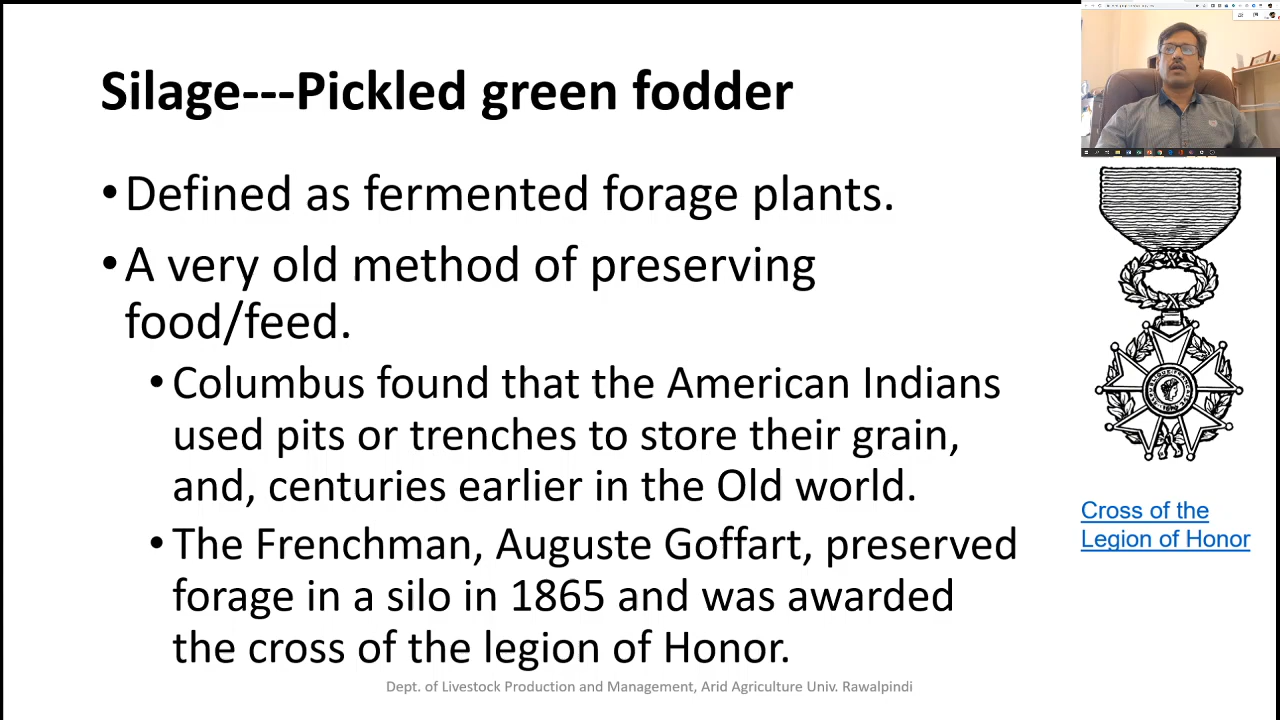 Silage---Pickled green fodder
•Defined as fermented forage plants.
•A very old method of preserving
food/feed.
•Columbus found that the American Indians
used pits or trenches to store their grain,
and, centuries earlier in the Old world.
•The Frenchman, Auguste Goffart, preserved
forage in a silo in 1865 and was awarded
the cross of the legion of Honor.
Cross of the
Legion of Honor
Dept. of Livestock Production and Management, Arid Agriculture Univ. Rawalpindi